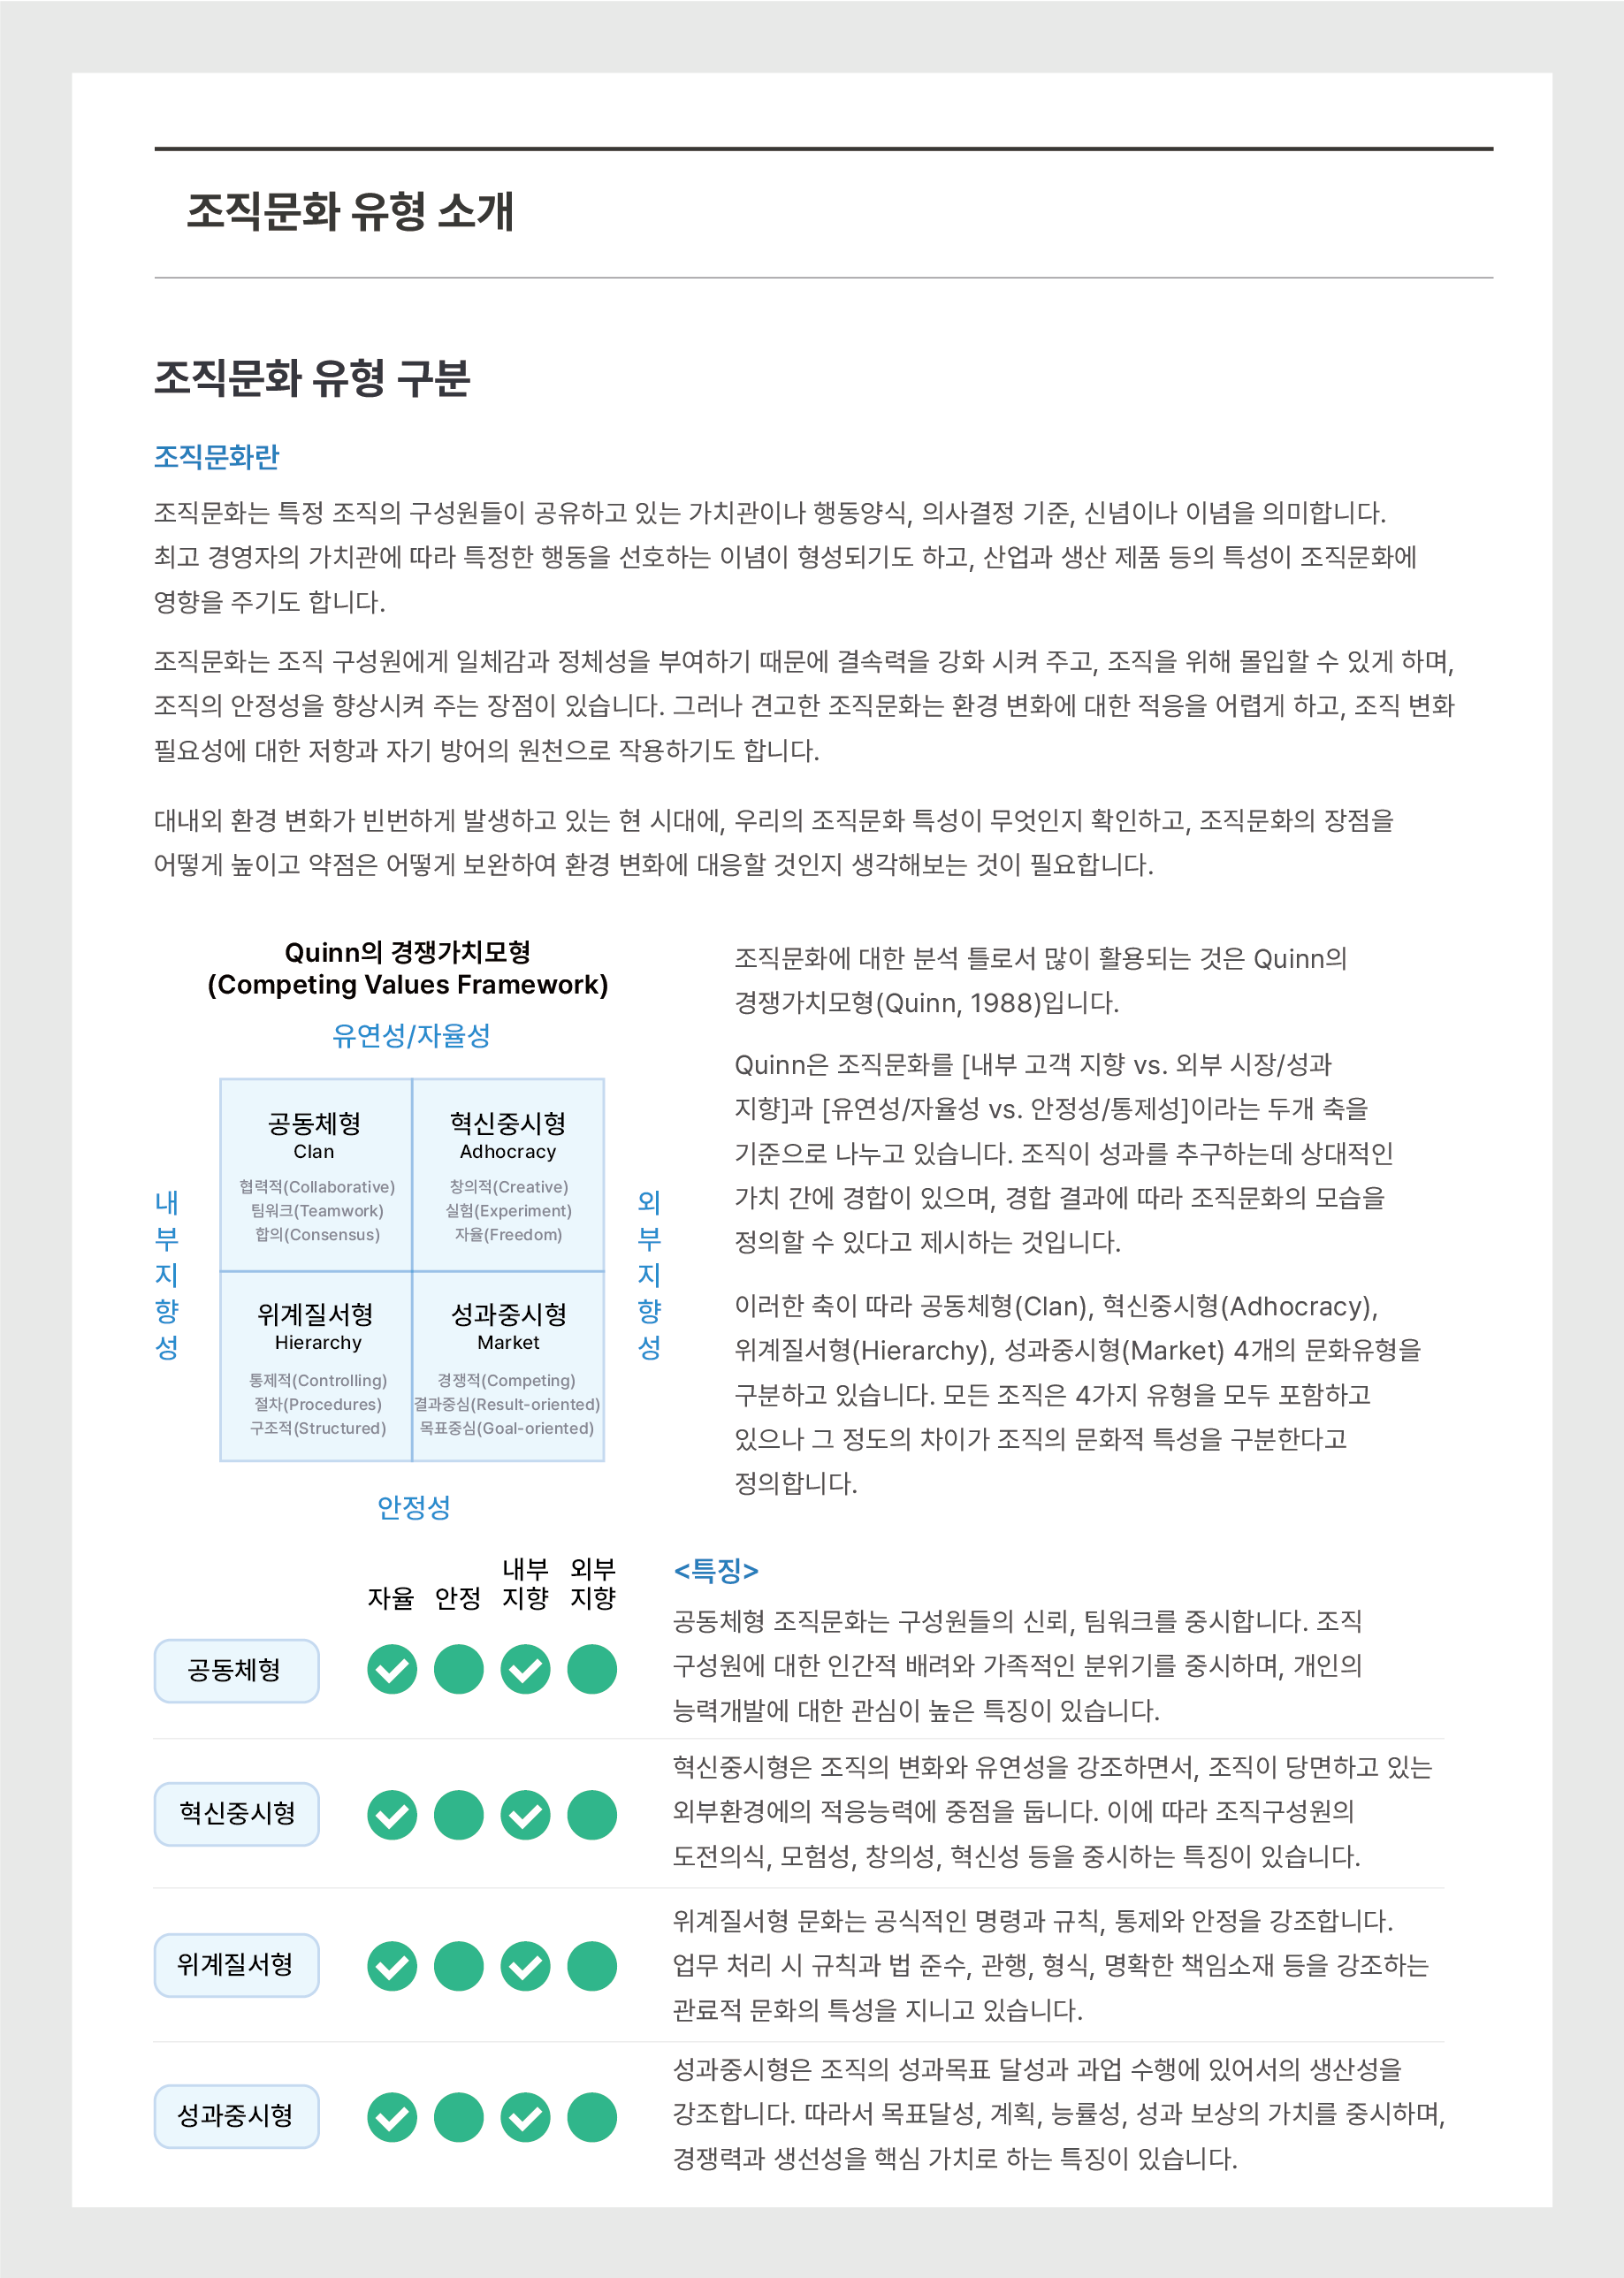 조직문화 유형 소개
조직문화 유형 구분
조직문화란
조직문화는 특정 조직의 구성원들이 공유하고 있는 가치관이나 행동양식, 의사결정 기준, 신념이나 이념을 의미합니다.
최고 경영자의 가치관에 따라 특정한 행동을 선호하는 이념이 형성되기도 하고, 산업과 생산 제품 등의 특성이 조직문화에
영향을 주기도 합니다.
조직문화는 조직 구성원에게 일체감과 정체성을 부여하기 때문에 결속력을 강화 시켜 주고, 조직을 위해 몰입할 수 있게 하며,
조직의 안정성을 향상시켜 주는 장점이 있습니다. 그러나 견고한 조직문화는 환경 변화에 대한 적응을 어렵게 하고, 조직 변화
필요성에 대한 저항과 자기 방어의 원천으로 작용하기도 합니다.
대내외 환경 변화가 빈번하게 발생하고 있는 현 시대에, 우리의 조직문화 특성이 무엇인지 확인하고, 조직문화의 장점을
어떻게 높이고 약점은 어떻게 보완하여 환경 변화에 대응할 것인지 생각해보는 것이 필요합니다.
Quinn의 경쟁가치모형
(Competing Values Framework)
유연성/자율성
내부지향성
공동체형
Clan
협력적(Collaborative)
팀워크(Teamwork)
합의(Consensus)
혁신중시형
Adhocracy
창의적(Creative)
실험(Experiment)
자율(Freedom)
외부지향성
위계질서형
Hierarchy
통제적(Controlling)
절차(Procedures)
구조적(Structured)
성과중시형
Market
경쟁적(Competing)
결과중심(Result-oriented)
목표중심(Goal-oriented)
안정성
조직문화에 대한 분석 틀로서 많이 활용되는 것은 Quinn의
경쟁가치모형(Quinn, 1988)입니다.
Quinn은 조직문화를 [내부 고객 지향 vs. 외부 시장/성과
지향]과 [유연성/자율성 vs. 안정성/통제성]이라는 두개 축을
기준으로 나누고 있습니다. 조직이 성과를 추구하는데 상대적인
가치 간에 경합이 있으며, 경합 결과에 따라 조직문화의 모습을
정의할 수 있다고 제시하는 것입니다.
이러한 축이 따라 공동체형(Clan), 혁신중시형(Adhocracy),
위계질서형(Hierarchy), 성과중시형(Market) 4개의 문화유형을
구분하고 있습니다. 모든 조직은 4가지 유형을 모두 포함하고
있으나 그 정도의 차이가 조직의 문화적 특성을 구분한다고
정의합니다.
자율 안정 내부 지향 외부 지향
<특징>
공동체형
공동체형 조직문화는 구성원들의 신뢰, 팀워크를 중시합니다. 조직
구성원에 대한 인간적 배려와 가족적인 분위기를 중시하며, 개인의
능력개발에 대한 관심이 높은 특징이 있습니다.
혁신중시형
혁신중시형은 조직의 변화와 유연성을 강조하면서, 조직이 당면하고 있는
외부환경에의 적응능력에 중점을 둡니다. 이에 따라 조직구성원의
도전의식, 모험성, 창의성, 혁신성 등을 중시하는 특징이 있습니다.
위계질서형
위계질서형 문화는 공식적인 명령과 규칙, 통제와 안정을 강조합니다.
업무 처리 시 규칙과 법 준수, 관행, 형식, 명확한 책임소재 등을 강조하는
관료적 문화의 특성을 지니고 있습니다.
성과중시형
성과중시형은 조직의 성과목표 달성과 과업 수행에 있어서의 생산성을
강조합니다. 따라서 목표달성, 계획, 능률성, 성과 보상의 가치를 중시하며,
경쟁력과 생선성을 핵심 가치로 하는 특징이 있습니다.